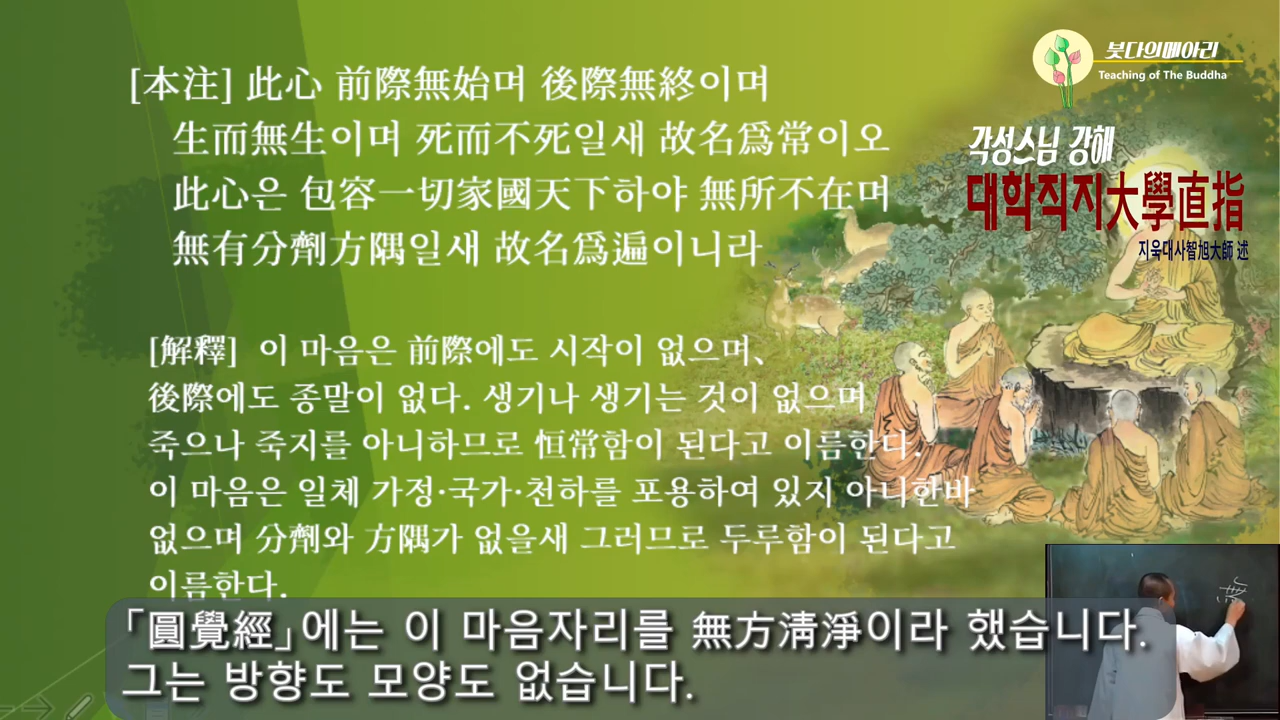 [本注] 此心 前際無始며 後際無終이며
生而無生이며 死而不死일새 故名爲常이오
此心은 包容一切家國天下하야 無所不在며
無有分劑方隅일새 故名爲遍이니라
[解釋] 이 마음은 前際에도 시작이 없으며、
後際에도 종말이 없다. 생기나 생기는 것이 없으며
죽으나 죽지를 아니하므로 恒常함이 된다고 이름한다.
이 마음은 일체 가정·국가·천하를 포용하여 있지 아니한바
없으며 分劑와 方隅가 없을새 그러므로 두루함이 된다고
이름한다.
붓다의메아리
Teaching of The Buddha
각성스님 강해
대학직지大學直指
지욱대사智旭大師 述
無
「圓覺經」에는 이 마음자리를 無方淸淨이라 했습니다.
그는 방향도 모양도 없습니다.